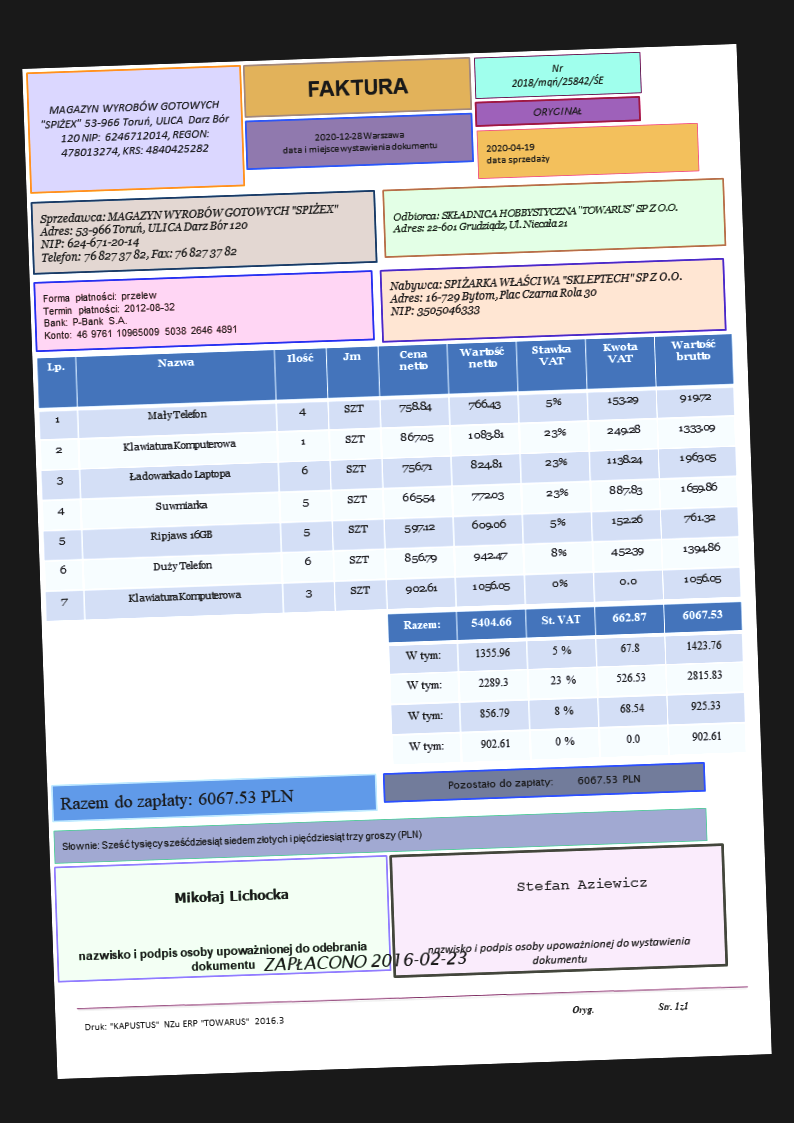 MAGAZYN WYROBÓW GOTOWYCH
"SPIŻEX" 53-966 Toruń, ULICA Darz Bór
120 NIP: 6246712014, REGON:
478013274, KRS: 4840425282
FAKTURA
2020-12-28 Warszawa
data i miejsce wystawienia dokumentu
Nr
2018/mqń/25842/ŚE
ORYGINAŁ
2020-04-19
data sprzedaży
Sprzedawca: MAGAZYN WYROBÓW GOTOWYCH "SPIŻEX"
Adres: 53-966 Toruń, ULICA Darz Bór 120
NIP: 624-671-20-14
Telefon: 76 827 37 82, Fax: 76 827 37 82
Odbiorca: SKŁADNICA HOBBYSTYCZNA "TOWARUS" SP Z O.O.
Adres: 22-601 Grudziądz, Ul. Niecała 21
Forma płatności: przelew
Termin płatności: 2012-08-32
Bank: P-Bank S.A.
Konto: 46 9761 10965009 5038 2646 4891
Nabywca: SPIŻARKA WŁAŚCIWA "SKLEPTECH" SP Z O.O.
Adres: 16-729 Bytom, Plac Czarna Rola 30
NIP: 3505046333
Lp. Nazwa Ilość Jm Cena netto Wartość netto Stawka VAT Kwota VAT Wartość brutto
1 Mały Telefon 4 SZT 758.84 766.43 5% 153.29 919.72
2 Klawiatura Komputerowa 1 SZT 867.05 1083.81 23% 249.28 1333.09
3 Ładowarka do Laptopa 6 SZT 756.71 824.81 23% 1138.24 1963.05
4 Suwmiarka 5 SZT 665.54 772.03 23% 887.83 1659.86
5 Ripjaws 16GB 5 SZT 597.12 609.06 5% 152.26 761.32
6 Duży Telefon 6 SZT 856.79 942.47 8% 452.39 1394.86
7 Klawiatura Komputerowa 3 SZT 902.61 1056.05 0% 0.0 1056.05
Razem: 5404.66 St. VAT 662.87 6067.53
W tym: 1355.96 5 % 67.8 1423.76
W tym: 2289.3 23 % 526.53 2815.83
W tym: 856.79 8 % 68.54 925.33
W tym: 902.61 0 % 0.0 902.61
Razem do zapłaty: 6067.53 PLN
Pozostało do zapłaty: 6067.53 PLN
Słownie: Sześć tysięcy sześćdziesiąt siedem złotych i pięćdziesiąt trzy groszy (PLN)
Mikołaj Lichocka
nazwisko i podpis osoby upoważnionej do odebrania
dokumentu
Stefan Aziewicz
nazwisko i podpis osoby upoważnionej do wystawienia
dokumentu
ZAPŁACONO 2016-02-23
Druk: "KAPUSTUS" NZu ERP "TOWARUS" 2016.3
Oryg.
Str. 1z1